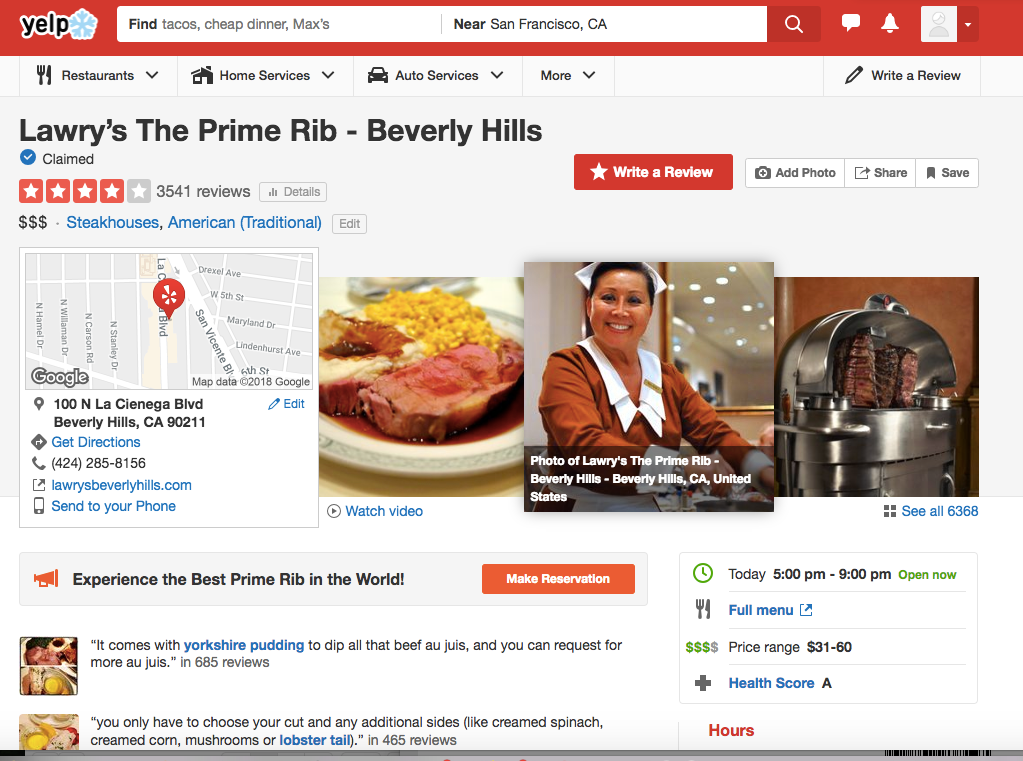 yelp
Find tacos, cheap dinner, Max's
Near San Francisco, CA
Restaurants
Home Services
Auto Services
More
Write a Review
Lawry's The Prime Rib - Beverly Hills
Claimed
3541 reviews
Details
$$$ · Steakhouses, American (Traditional)
Edit
Write a Review
Add Photo
Share
Save
Drexel Ave
W 5th St
Maryland Dr
Lindenhurst Ave
6th St
San Vicente Bl
La C
a Blvd
N Hamel Dr
N Willaman Dr
N Carson Rd
N Stanley Dr
Google
Map data ©2018 Google
100 N La Cienega Blvd
Beverly Hills, CA 90211
Edit
Get Directions
(424) 285-8156
lawrysbeverlyhills.com
Send to your Phone
Photo of Lawry's The Prime Rib -
Beverly Hills - Beverly Hills, CA, United
States
Watch video
See all 6368
Experience the Best Prime Rib in the World!
Make Reservation
"It comes with yorkshire pudding to dip all that beef au juis, and you can request for
more au juis." in 685 reviews
"you only have to choose your cut and any additional sides (like creamed spinach,
creamed corn, mushrooms or lobster tail)." in 465 reviews
Today 5:00 pm - 9:00 pm Open now
Full menu
$$$$ Price range $31-60
Health Score A
Hours